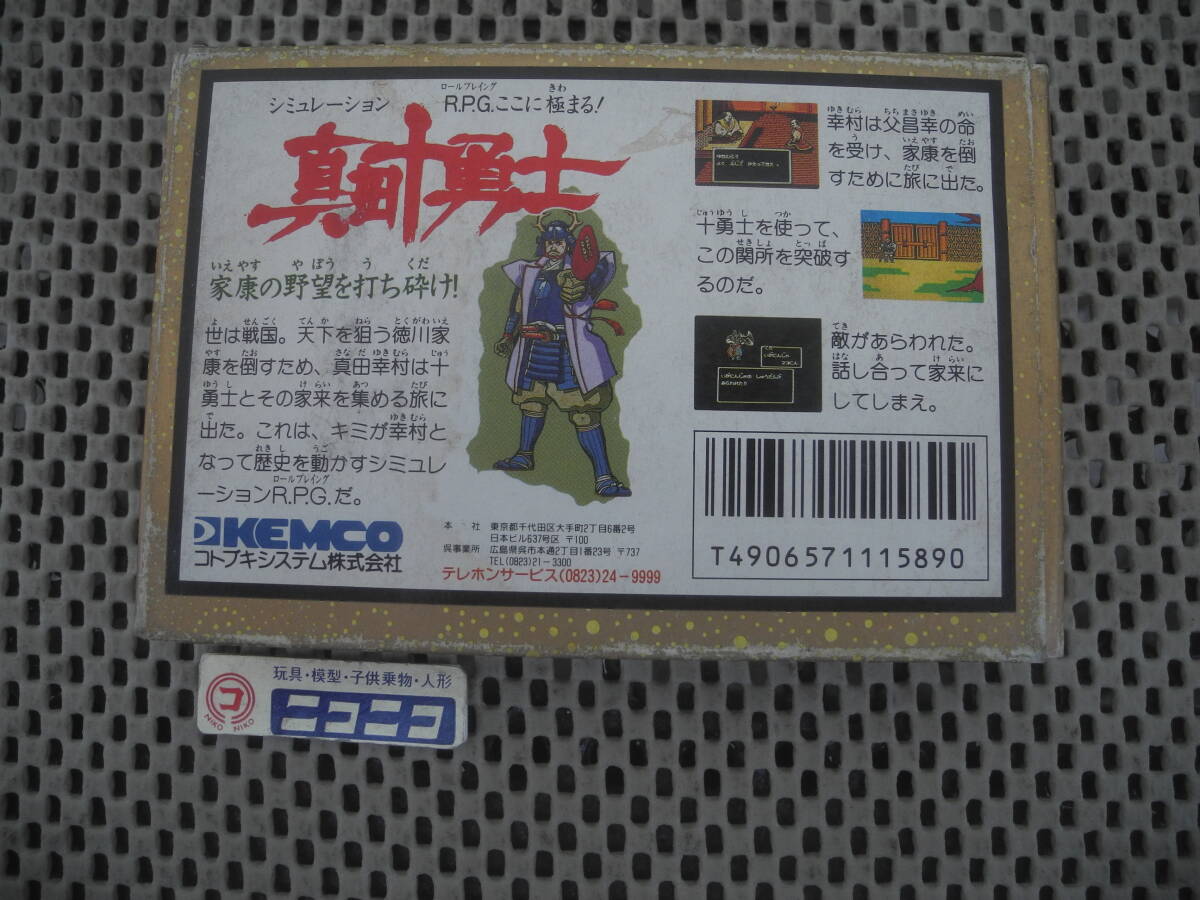 シミュレーション R.P.G.ここに極まる!
真田十勇士
家康の野望を打ち砕け!
世は戦国。天下を狙う徳川家
康を倒すため、真田幸村は十
勇士とその家来を集める旅に
出た。これは、キミが幸村と
なって歴史を動かすシミュレ
ーションR.P.G.だ。
KEMCO
コトブキシステム株式会社
本社 東京都千代田区大手町2丁目6番2号
日本ビル637号区 〒100
呉事業所 広島県呉市本通2丁目1番23号 〒737
TEL(0823)21-3300
テレホンサービス(0823)24-9999
幸村は父昌幸の命
を受け、家康を倒
すために旅に出た。
十勇士を使って、
この関所を突破す
るのだ。
敵があらわれた。
話し合って家来に
してしまえ。
T4906571115890
玩具・模型・子供乗物・人形
コ
NIKO NIKO
ニコニコ